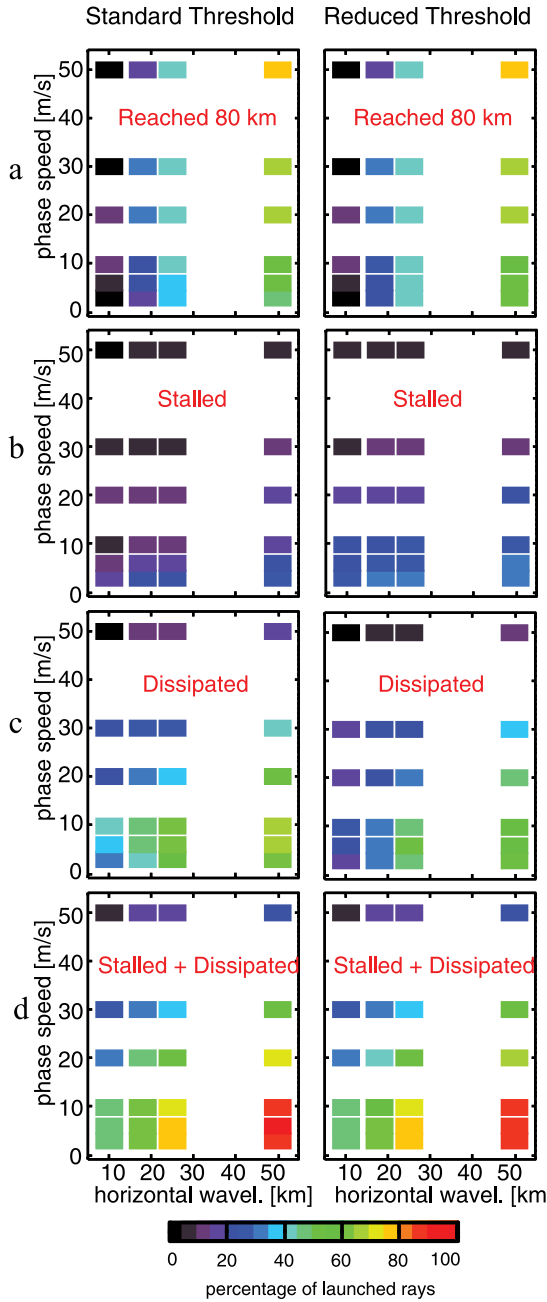 Standard Threshold Reduced Threshold
a
phase speed [m/s]
50
40
30
20
10
0
Reached 80 km
Reached 80 km
b
phase speed [m/s]
50
40
30
20
10
0
Stalled
Stalled
c
phase speed [m/s]
50
40
30
20
10
0
Dissipated
Dissipated
d
phase speed [m/s]
50
40
30
20
10
0
Stalled + Dissipated
Stalled + Dissipated
10 20 30 40 50 10 20 30 40 50
horizontal wavel. [km] horizontal wavel. [km
0 20 40 60 80 100
percentage of launched rays